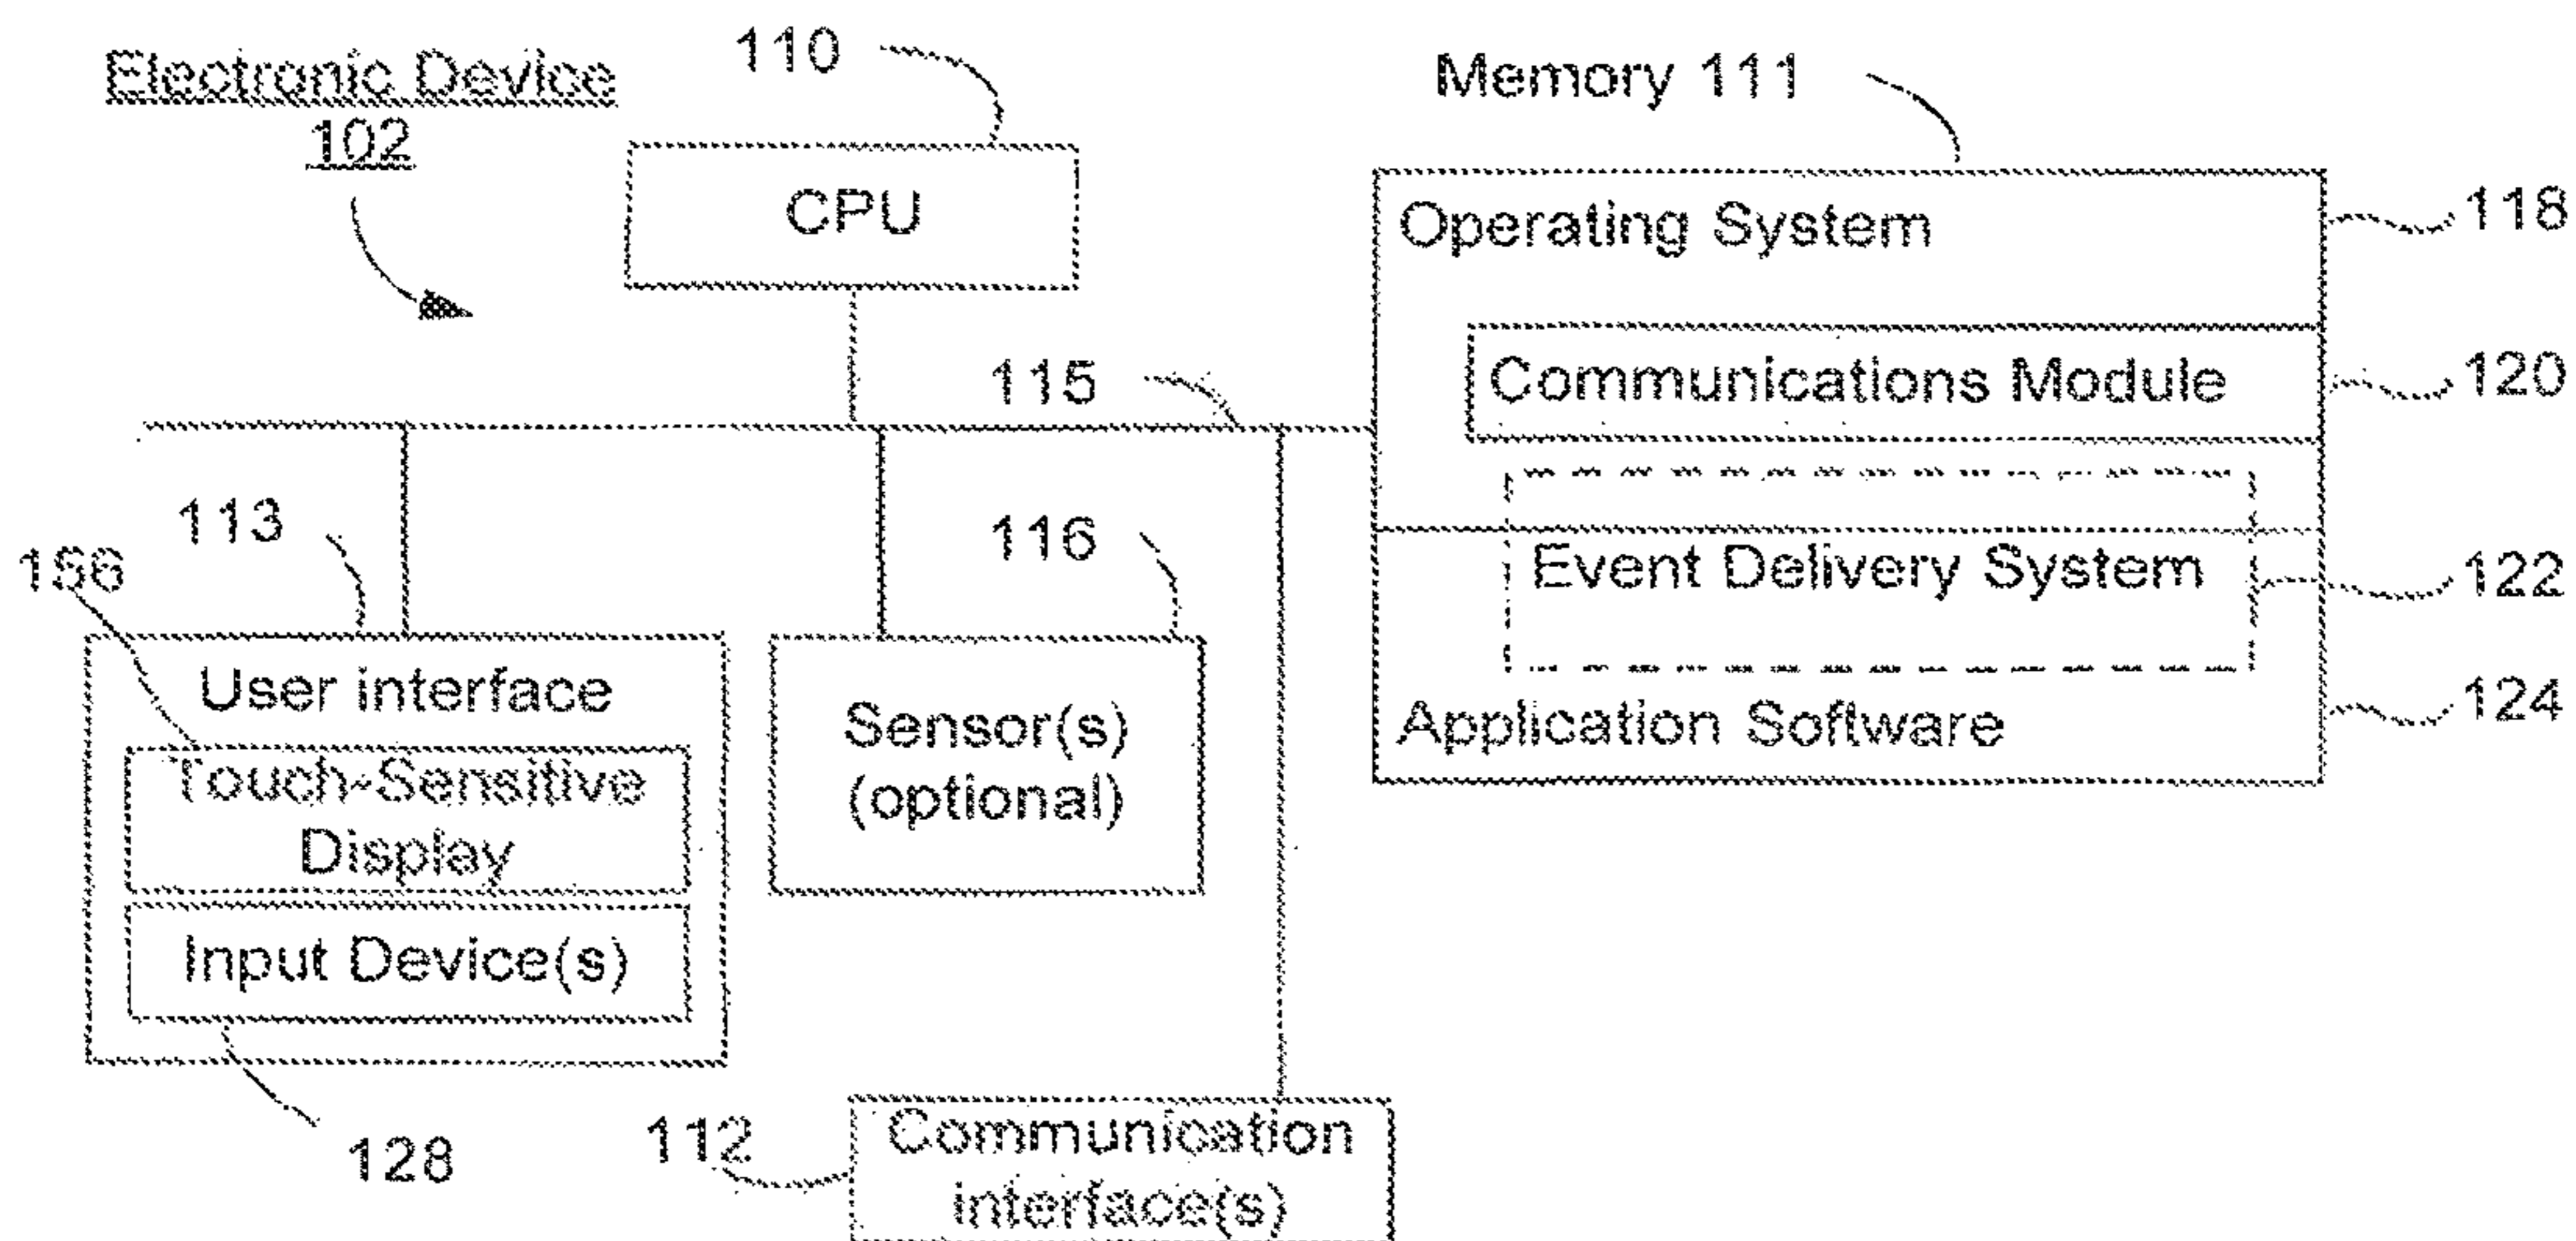 Electronic Device
102
110
CPU
Memory 111
Operating System
118
Communications Module
120
115
Event Delivery System
122
Application Software
124
113
156
User interface
Touch-Sensitive
Display
Input Device(s)
128
116
Sensor(s)
(optional)
112
Communication
interface(s)